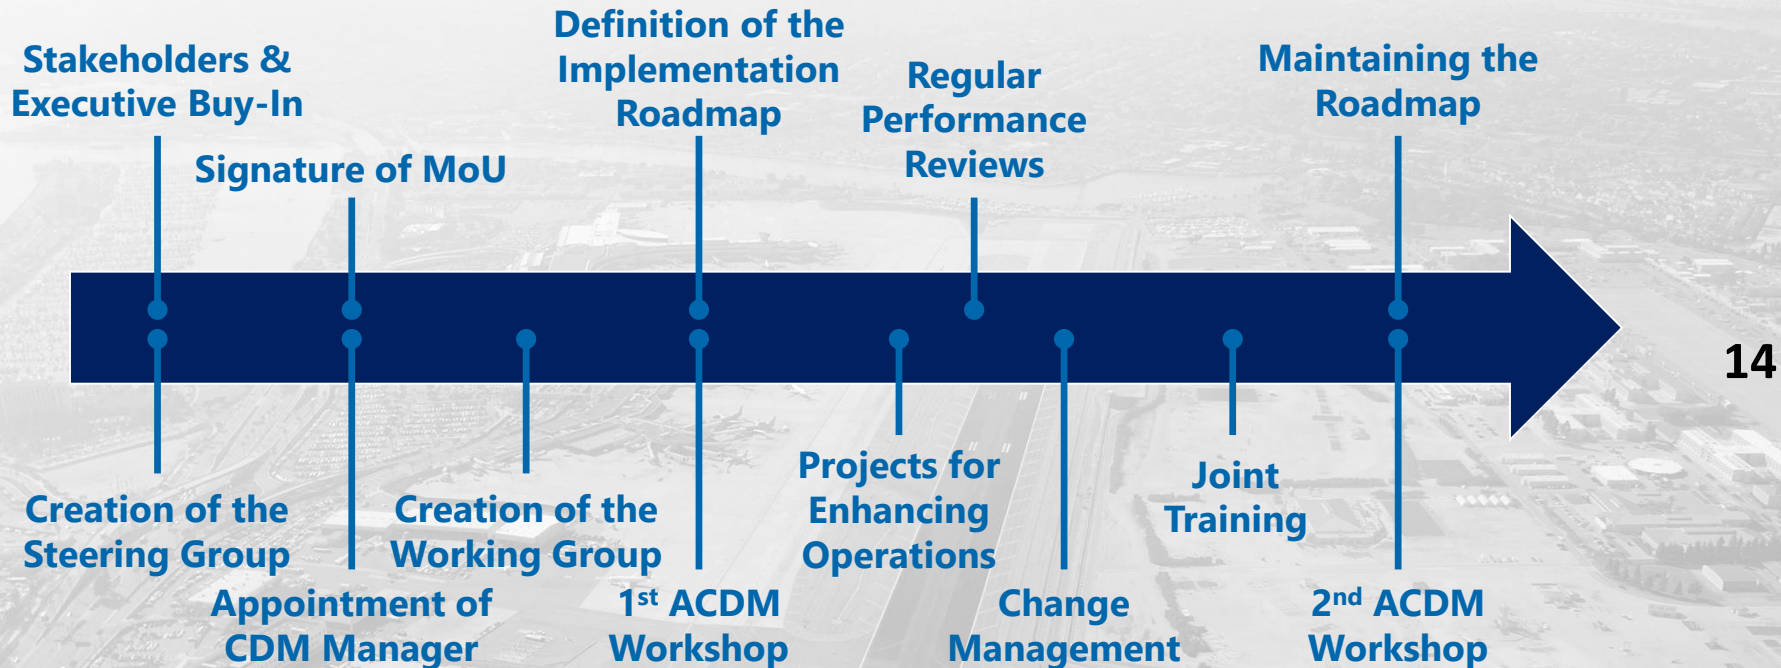 Stakeholders &
Executive Buy-In
Signature of MoU
Definition of the
Implementation
Roadmap
Regular
Performance
Reviews
Maintaining the
Roadmap
14
Creation of the
Steering Group
Appointment of
CDM Manager
Creation of the
Working Group
1st ACDM
Workshop
Projects for
Enhancing
Operations
Change
Management
Joint
Training
2nd ACDM
Workshop